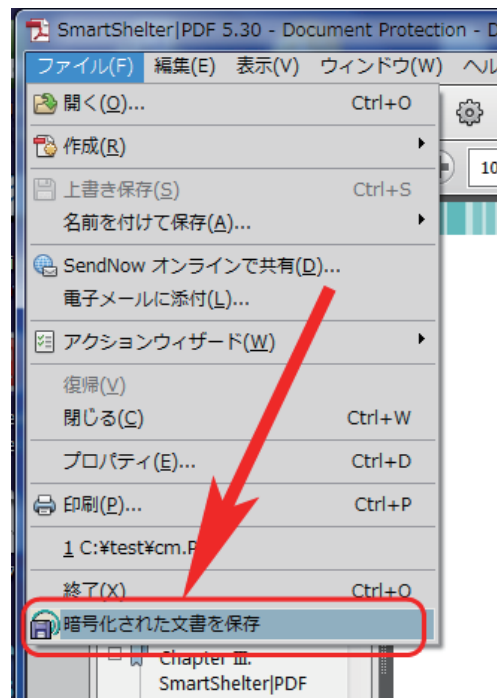 SmartShelter|PDF 5.30 - Document Protection - D
ファイル(F) 編集(E) 表示(V) ウィンドウ(W) ヘル
開く(O)... Ctrl+O
作成(R)
10
上書き保存(S) Ctrl+S
名前を付けて保存(A)...
SendNow オンラインで共有(D)...
電子メールに添付(L)...
アクションウィザード(W)
復帰(V)
閉じる(C) Ctrl+W
プロパティ(E)... Ctrl+D
印刷(P)... Ctrl+P
1 C:¥test¥cm.P
終了(X) Ctrl+Q
暗号化された文書を保存
Chapter Ⅲ.
SmartShelter|PDF